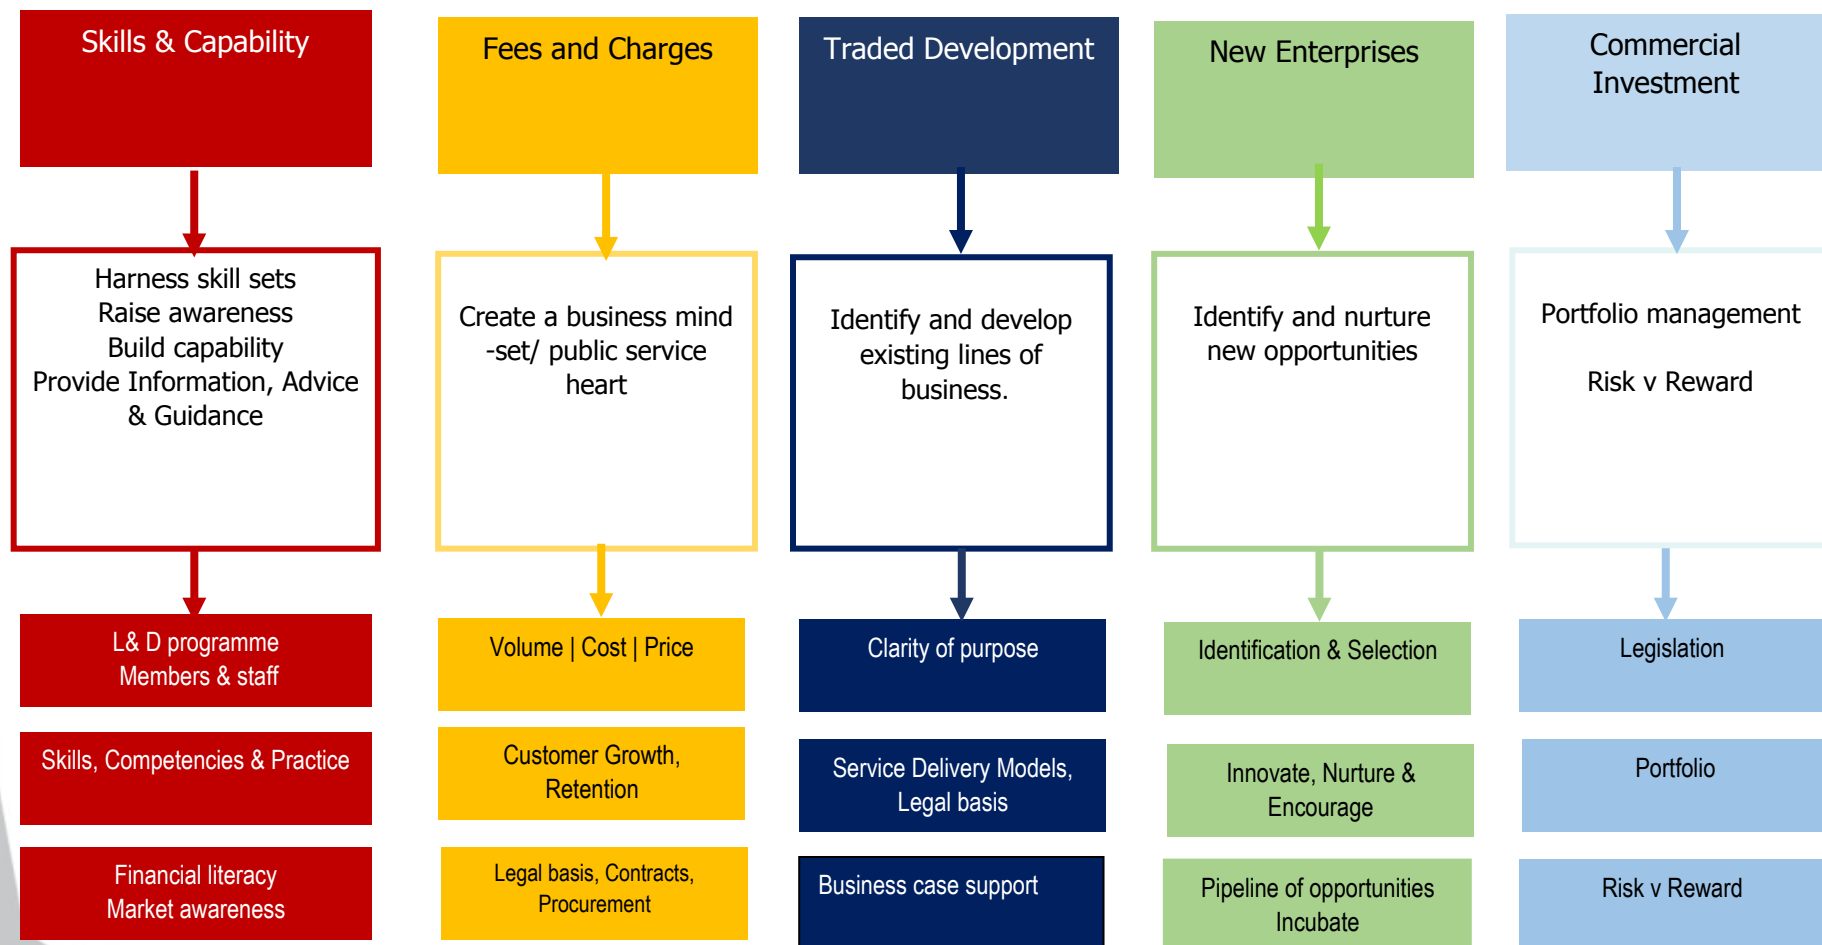 Skills & Capability
Fees and Charges
Traded Development
New Enterprises
Commercial
Investment
Harness skill sets
Raise awareness
Build capability
Provide Information, Advice
& Guidance
Create a business mind
-set/ public service
heart
Identify and develop
existing lines of
business.
Identify and nurture
new opportunities
Portfolio management
Risk v Reward
L& D programme
Members & staff
Volume | Cost | Price
Clarity of purpose
Identification & Selection
Legislation
Skills, Competencies & Practice
Customer Growth,
Retention
Service Delivery Models,
Legal basis
Innovate, Nurture &
Encourage
Portfolio
Financial literacy
Market awareness
Legal basis, Contracts,
Procurement
Business case support
Pipeline of opportunities
Incubate
Risk v Reward